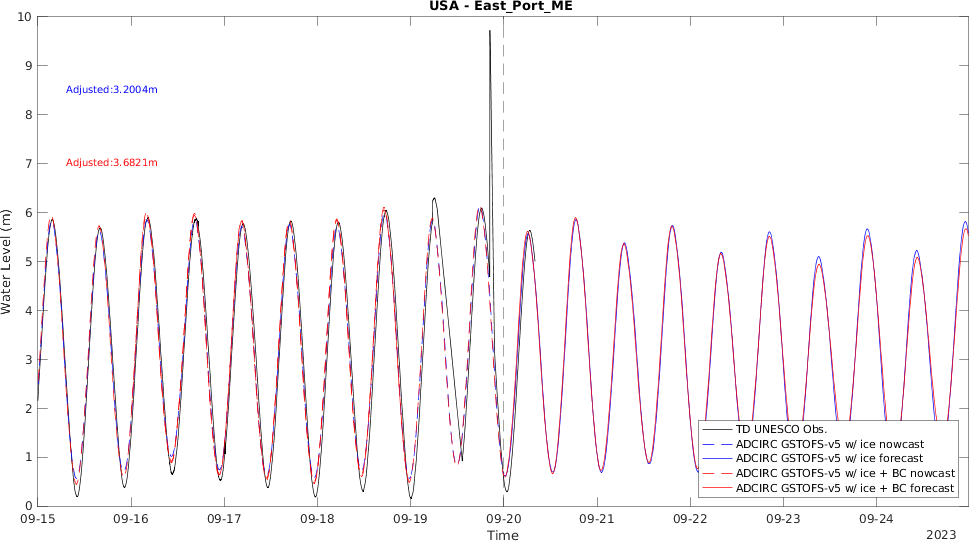 USA - East_Port_ME
10
9
8
7
6
5
4
3
2
1
0
Water Level (m)
Adjusted:3.2004m
Adjusted:3.6821m
TD UNESCO Obs.
ADCIRC GSTOFS-v5 w/ ice nowcast
ADCIRC GSTOFS-v5 w/ ice forecast
ADCIRC GSTOFS-v5 w/ ice + BC nowcast
ADCIRC GSTOFS-v5 w/ ice + BC forecast
09-15 09-16 09-17 09-18 09-19 09-20 09-21 09-22 09-23 09-24
Time
2023